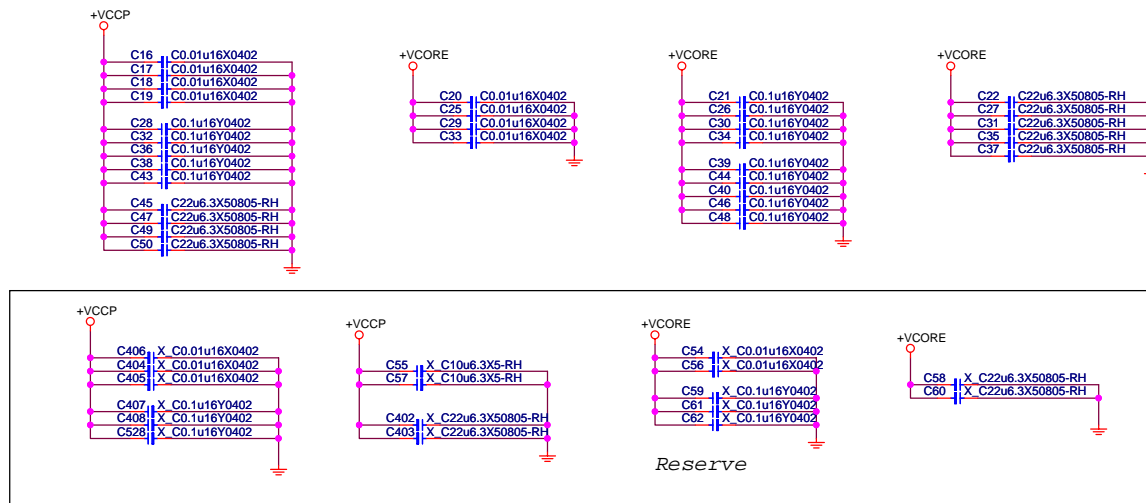 +VCCP
C16 C0.01u16X0402
C17 C0.01u16X0402
C18 C0.01u16X0402
C19 C0.01u16X0402
C28 C0.1u16Y0402
C32 C0.1u16Y0402
C36 C0.1u16Y0402
C38 C0.1u16Y0402
C43 C0.1u16Y0402
C45 C22u6.3X50805-RH
C47 C22u6.3X50805-RH
C49 C22u6.3X50805-RH
C50 C22u6.3X50805-RH
+VCORE
C20 C0.01u16X0402
C25 C0.01u16X0402
C29 C0.01u16X0402
C33 C0.01u16X0402
+VCORE
C21 C0.1u16Y0402
C26 C0.1u16Y0402
C30 C0.1u16Y0402
C34 C0.1u16Y0402
C39 C0.1u16Y0402
C44 C0.1u16Y0402
C40 C0.1u16Y0402
C46 C0.1u16Y0402
C48 C0.1u16Y0402
+VCORE
C22 C22u6.3X50805-RH
C27 C22u6.3X50805-RH
C31 C22u6.3X50805-RH
C35 C22u6.3X50805-RH
C37 C22u6.3X50805-RH
+VCCP
C406 X_C0.01u16X0402
C404 X_C0.01u16X0402
C405 X_C0.01u16X0402
C407 X_C0.1u16Y0402
C408 X_C0.1u16Y0402
C528 X_C0.1u16Y0402
+VCCP
C55 X_C10u6.3X5-RH
C57 X_C10u6.3X5-RH
C402 X_C22u6.3X50805-RH
C403 X_C22u6.3X50805-RH
+VCORE
C54 X_C0.01u16X0402
C56 X_C0.01u16X0402
C59 X_C0.1u16Y0402
C61 X_C0.1u16Y0402
C62 X_C0.1u16Y0402
+VCORE
C58 X_C22u6.3X50805-RH
C60 X_C22u6.3X50805-RH
Reserve